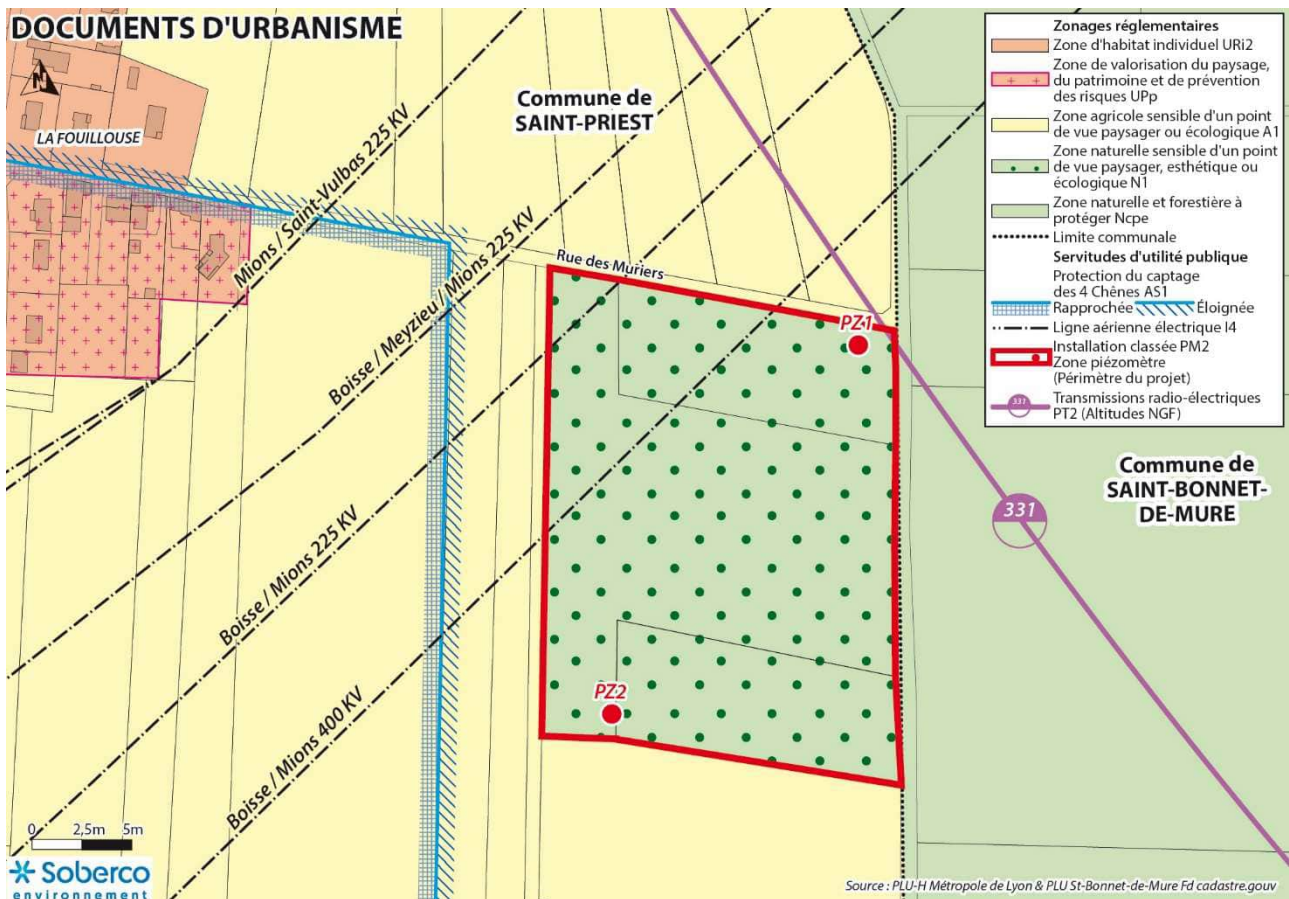 DOCUMENTS D'URBANISME
N
LA FOUILLOUSE
Commune de
SAINT-PRIEST
Mions / Saint-Vulbas 225 KV
Boisse / Meyzieu / Mions 225 KV
Boisse / Mions 225 KV
Boisse / Mions 400 KV
Rue des Muriers
PZ1
PZ2
Zonages réglementaires
Zone d'habitat individuel URi2
Zone de valorisation du paysage,
du patrimoine et de prévention
des risques UPp
Zone agricole sensible d'un point
de vue paysager ou écologique A1
Zone naturelle sensible d'un point
de vue paysager, esthétique ou
écologique N1
Zone naturelle et forestière à
protéger Ncpe
Limite communale
Servitudes d'utilité publique
Protection du captage
des 4 Chênes AS1
Rapprochée Éloignée
Ligne aérienne électrique I4
Installation classée PM2
Zone piézomètre
(Périmètre du projet)
331 Transmissions radio-électriques
PT2 (Altitudes NGF)
Commune de
SAINT-BONNET-
DE-MURE
331
0 2,5m 5m
Soberco
environnement
Source : PLU-H Métropole de Lyon & PLU St-Bonnet-de-Mure Fd cadastre.gouv